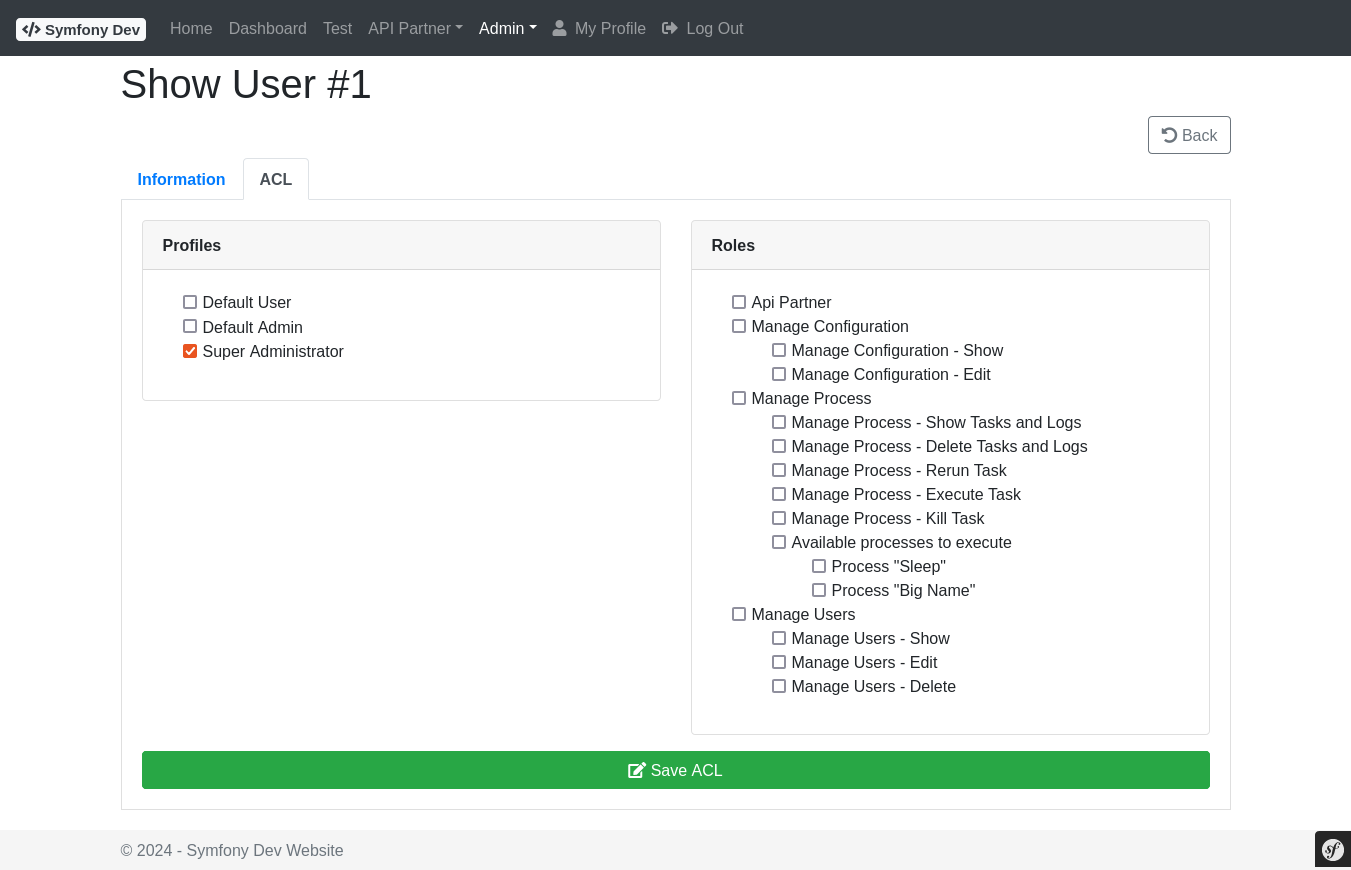 Symfony Dev Home Dashboard Test API Partner Admin My Profile Log Out
Show User #1
Back
Information ACL
Profiles
Default User
Default Admin
Super Administrator
Roles
Api Partner
Manage Configuration
Manage Configuration - Show
Manage Configuration - Edit
Manage Process
Manage Process - Show Tasks and Logs
Manage Process - Delete Tasks and Logs
Manage Process - Rerun Task
Manage Process - Execute Task
Manage Process - Kill Task
Available processes to execute
Process "Sleep"
Process "Big Name"
Manage Users
Manage Users - Show
Manage Users - Edit
Manage Users - Delete
Save ACL
© 2024 - Symfony Dev Website
sf